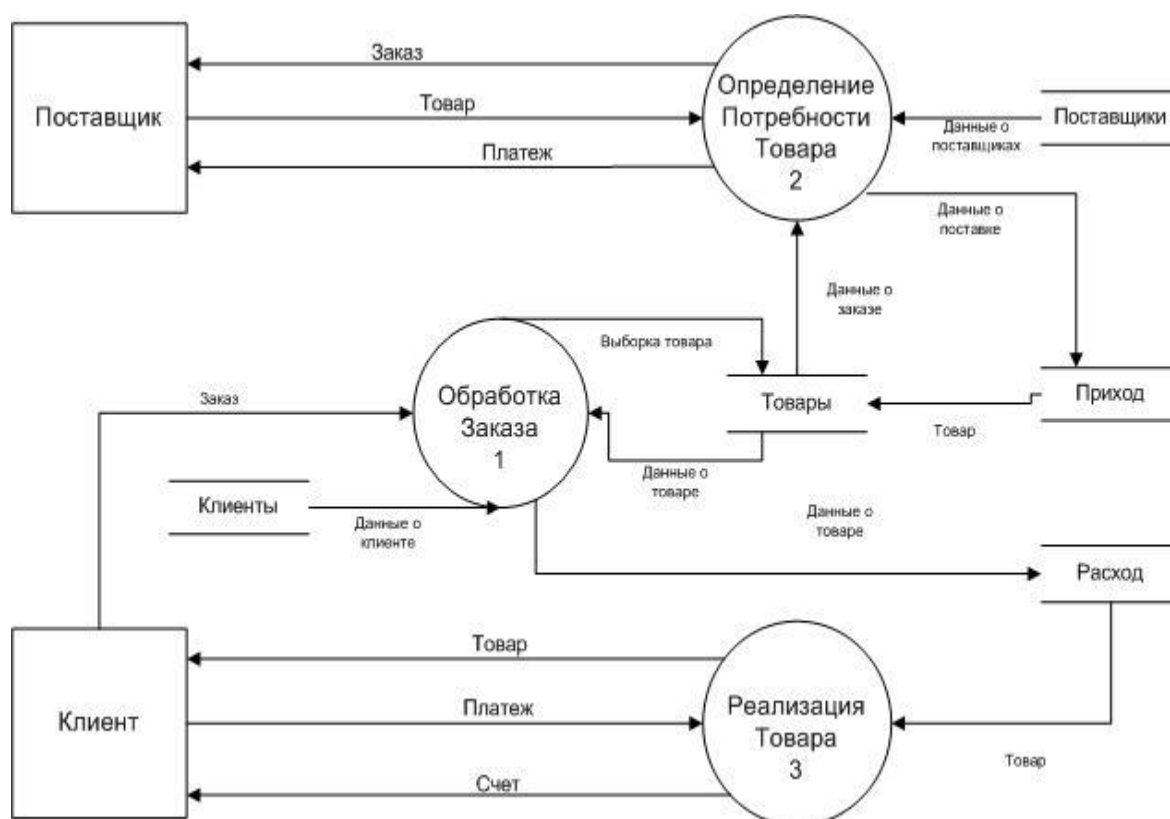 Заказ
Поставщик
Товар
Платеж
Определение
Потребности
Товара
2
Поставщики
Данные о
поставщиках
Данные о
поставке
Данные о
заказе
Выборка товара
Заказ
Обработка
Заказа
1
Товары
Приход
Товар
Данные о
товаре
Клиенты
Данные о
клиенте
Данные о
товаре
Расход
Товар
Клиент
Платеж
Счет
Реализация
Товара
3
Товар